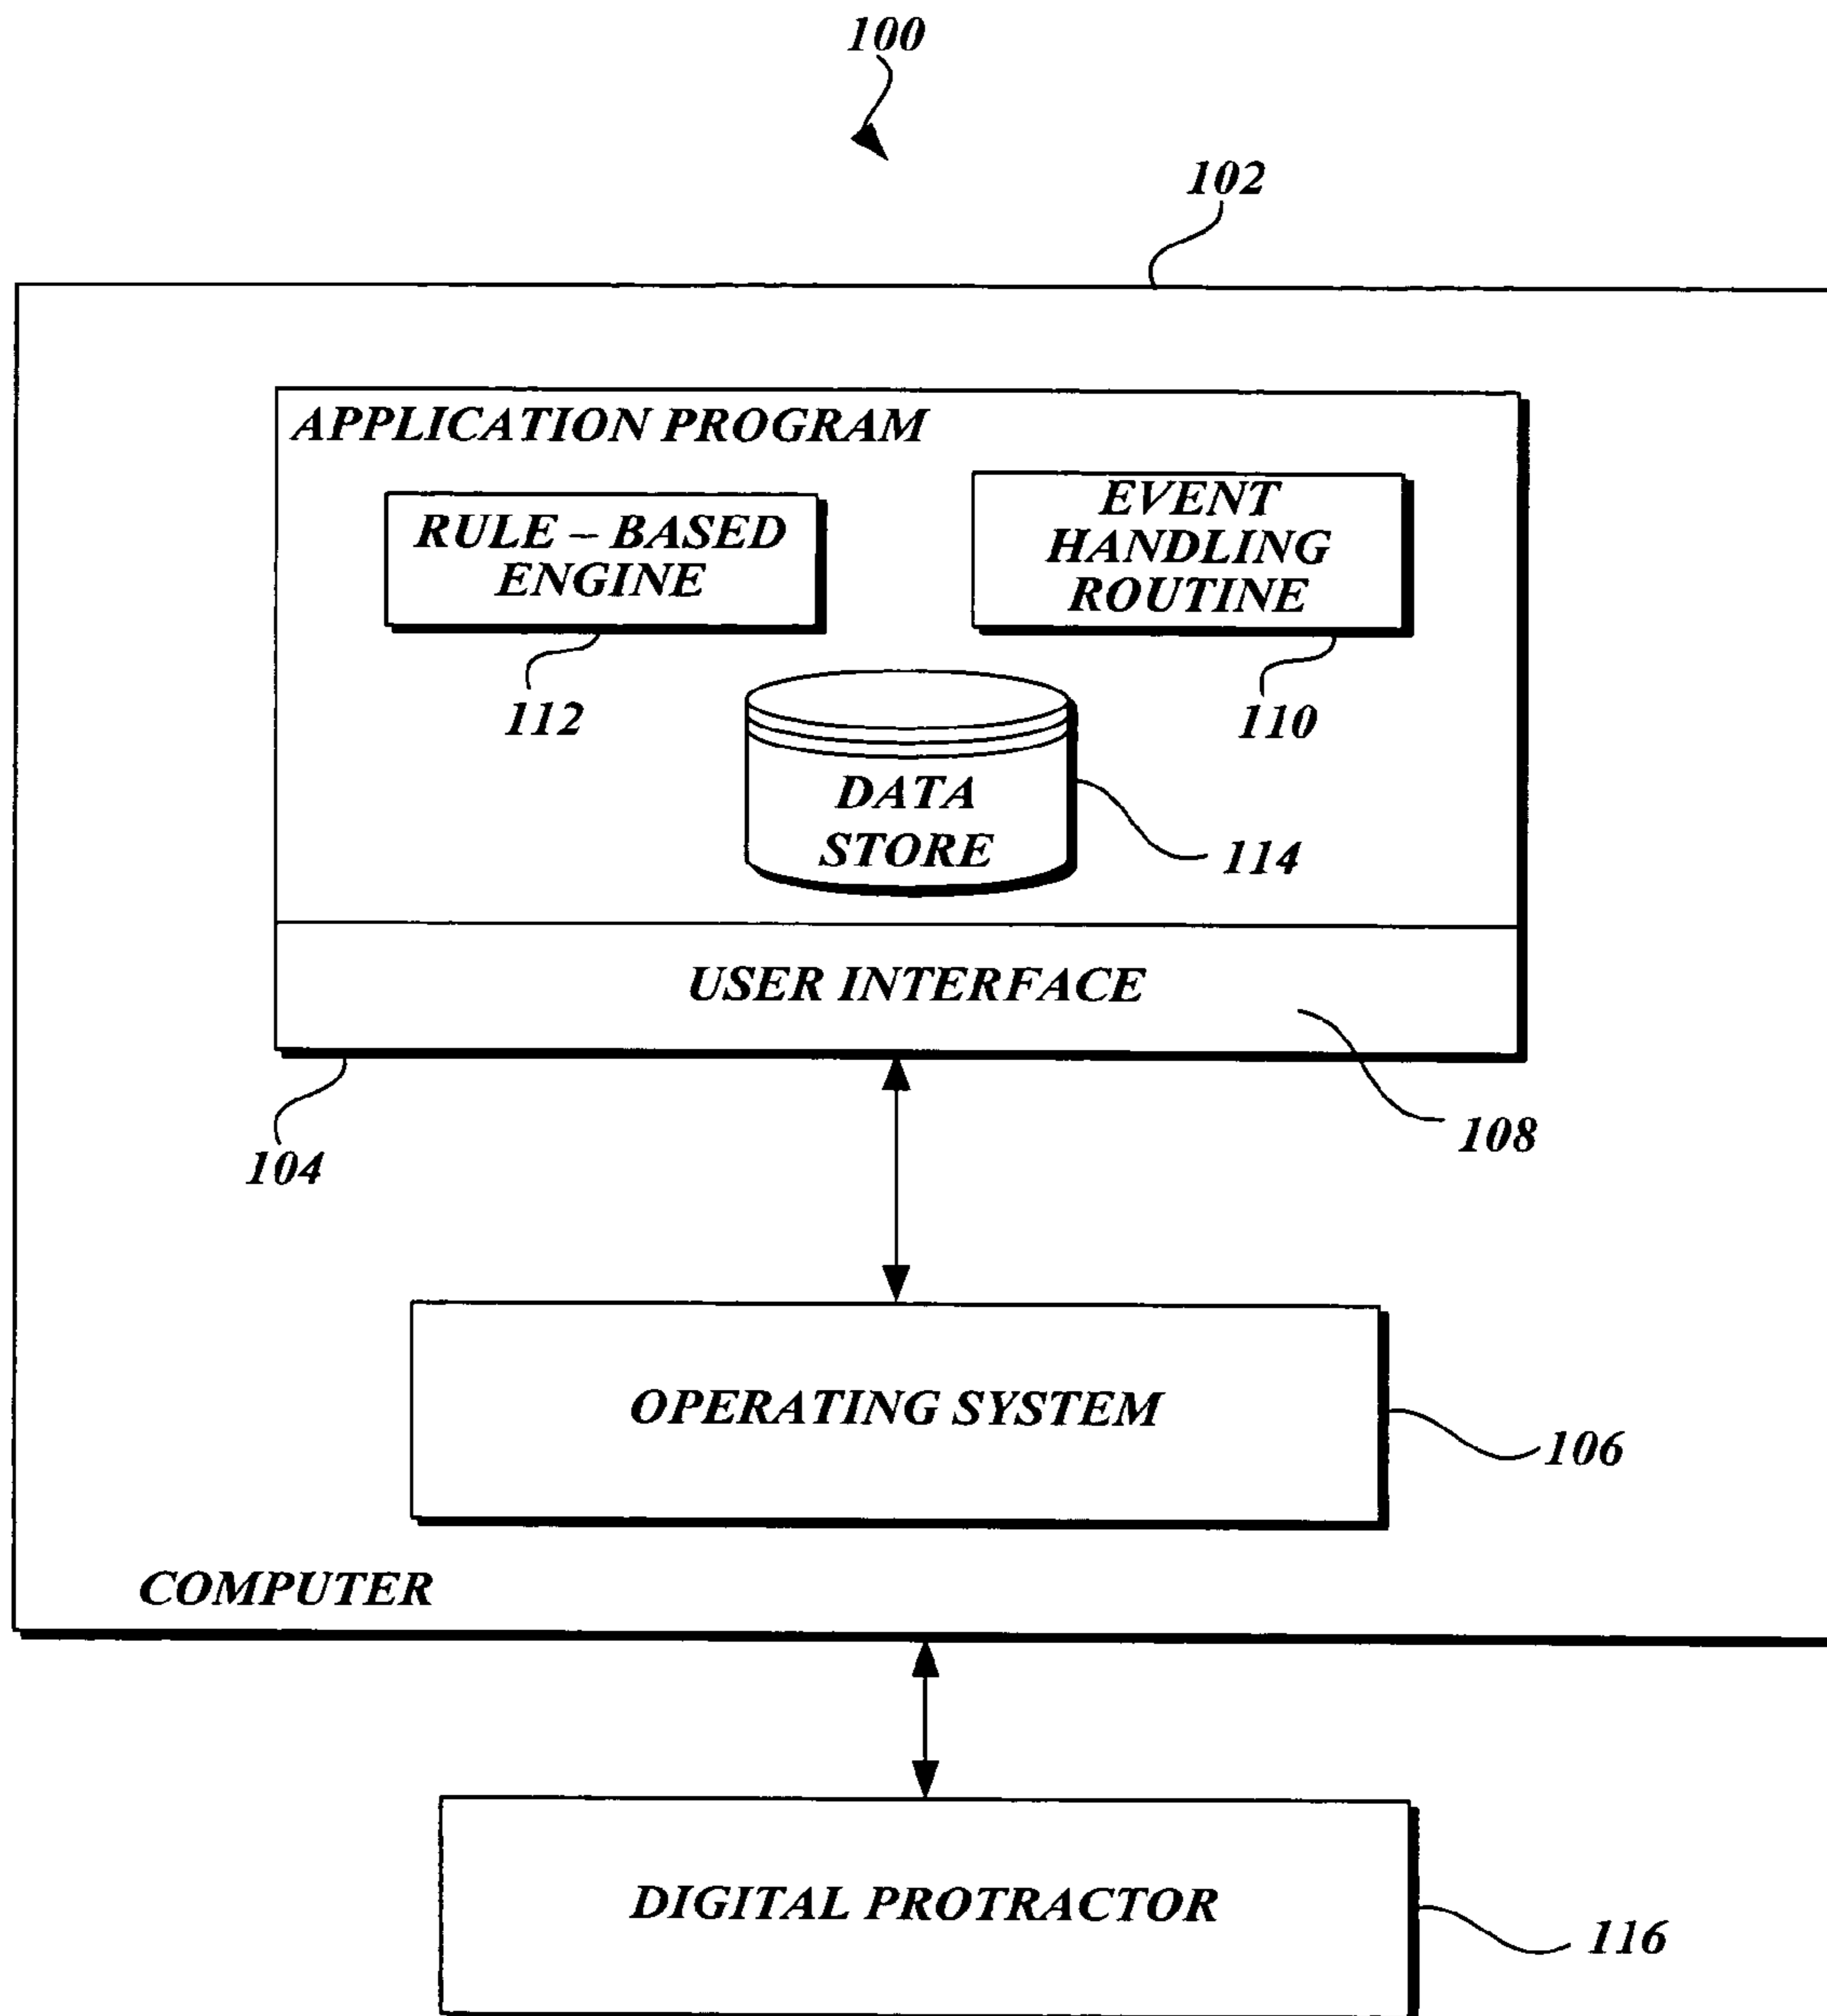 100
102
APPLICATION PROGRAM
RULE – BASED
ENGINE
EVENT
HANDLING
ROUTINE
112
110
DATA
STORE
114
USER INTERFACE
108
104
OPERATING SYSTEM
106
COMPUTER
DIGITAL PROTRACTOR
116